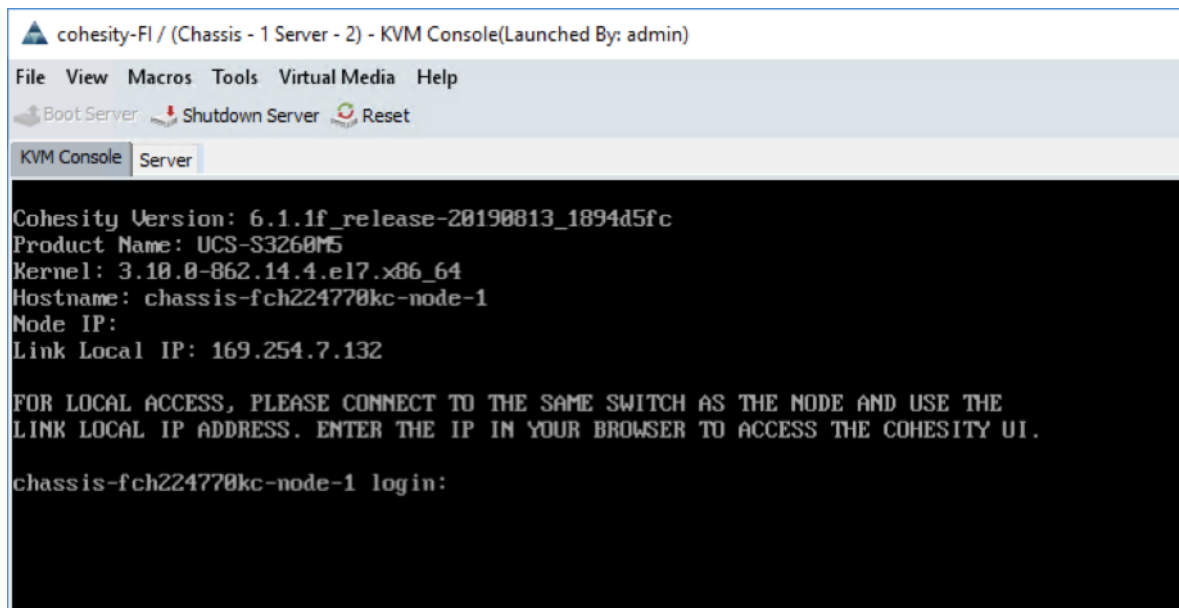 cohesity-FI / (Chassis - 1 Server - 2) - KVM Console(Launched By: admin)
File View Macros Tools Virtual Media Help
Boot Server Shutdown Server Reset
KVM Console Server
Cohesity Version: 6.1.1f_release-20190813_1894d5fc
Product Name: UCS-S3260M5
Kernel: 3.10.0-862.14.4.el7.x86_64
Hostname: chassis-fch224770kc-node-1
Node IP:
Link Local IP: 169.254.7.132
FOR LOCAL ACCESS, PLEASE CONNECT TO THE SAME SWITCH AS THE NODE AND USE THE
LINK LOCAL IP ADDRESS. ENTER THE IP IN YOUR BROWSER TO ACCESS THE COHESITY UI.
chassis-fch224770kc-node-1 login: